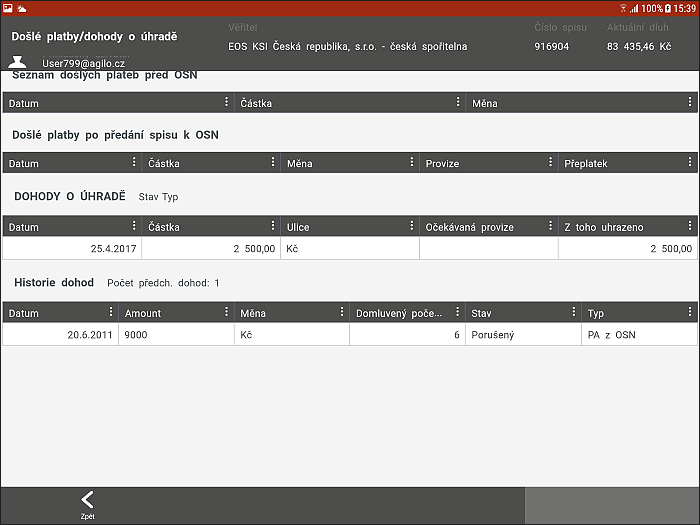 100% 15:39
Došlé platby/dohody o úhradě
Věřitel
Číslo spisu
Aktuální dluh
EOS KSI Česká republika, s.r.o. - česká spořitelna
916904
83 435,46 Kč
User799@agilo.cz
Seznam došlých plateb před OSN
Datum Částka Měna
Došlé platby po předání spisu k OSN
Datum Částka Měna Provize Přeplatek
DOHODY O ÚHRADĚ Stav Typ
Datum Částka Ulice Očekávaná provize Z toho uhrazeno
25.4.2017 2 500,00 Kč 2 500,00
Historie dohod Počet předch. dohod: 1
Datum Amount Měna Domluvený poče... Stav Typ
20.6.2011 9000 Kč 6 Porušený PA z OSN
Zpět